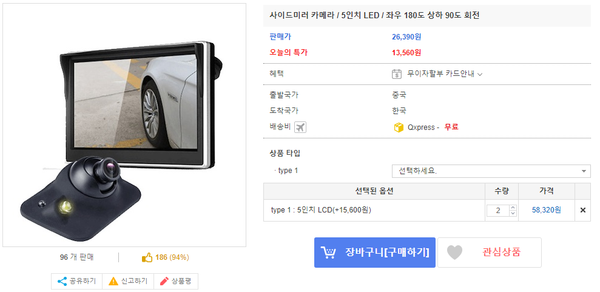 사이드미러 카메라 / 5인치 LED / 좌우 180도 상하 90도 회전
판매가 26,390원
오늘의 특가 13,560원
혜택 무이자할부 카드안내
출발국가 중국
도착국가 한국
배송비 Qxpress - 무료
상품 타입
· type 1 선택하세요.
선택된 옵션 수량 가격
type 1 : 5인치 LCD(+15,600원) 2 58,320원 ✕
96 개 판매 186 (94%)
장바구니[구매하기] 관심상품
공유하기 신고하기 상품평